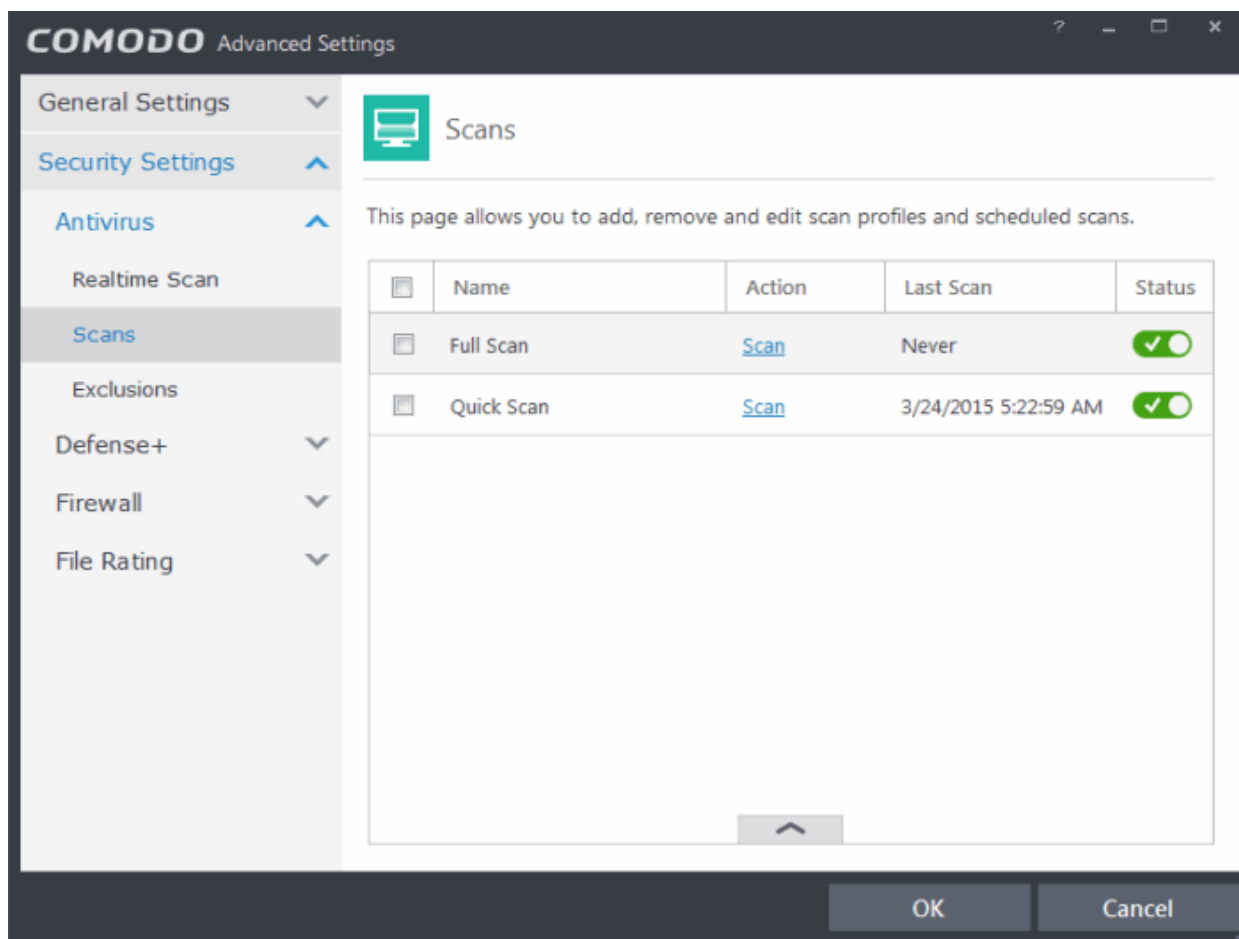 COMODO Advanced Settings
?
General Settings
Security Settings
Antivirus
Realtime Scan
Scans
Exclusions
Defense+
Firewall
File Rating
Scans
This page allows you to add, remove and edit scan profiles and scheduled scans.
Name Action Last Scan Status
Full Scan Scan Never
Quick Scan Scan 3/24/2015 5:22:59 AM
OK Cancel